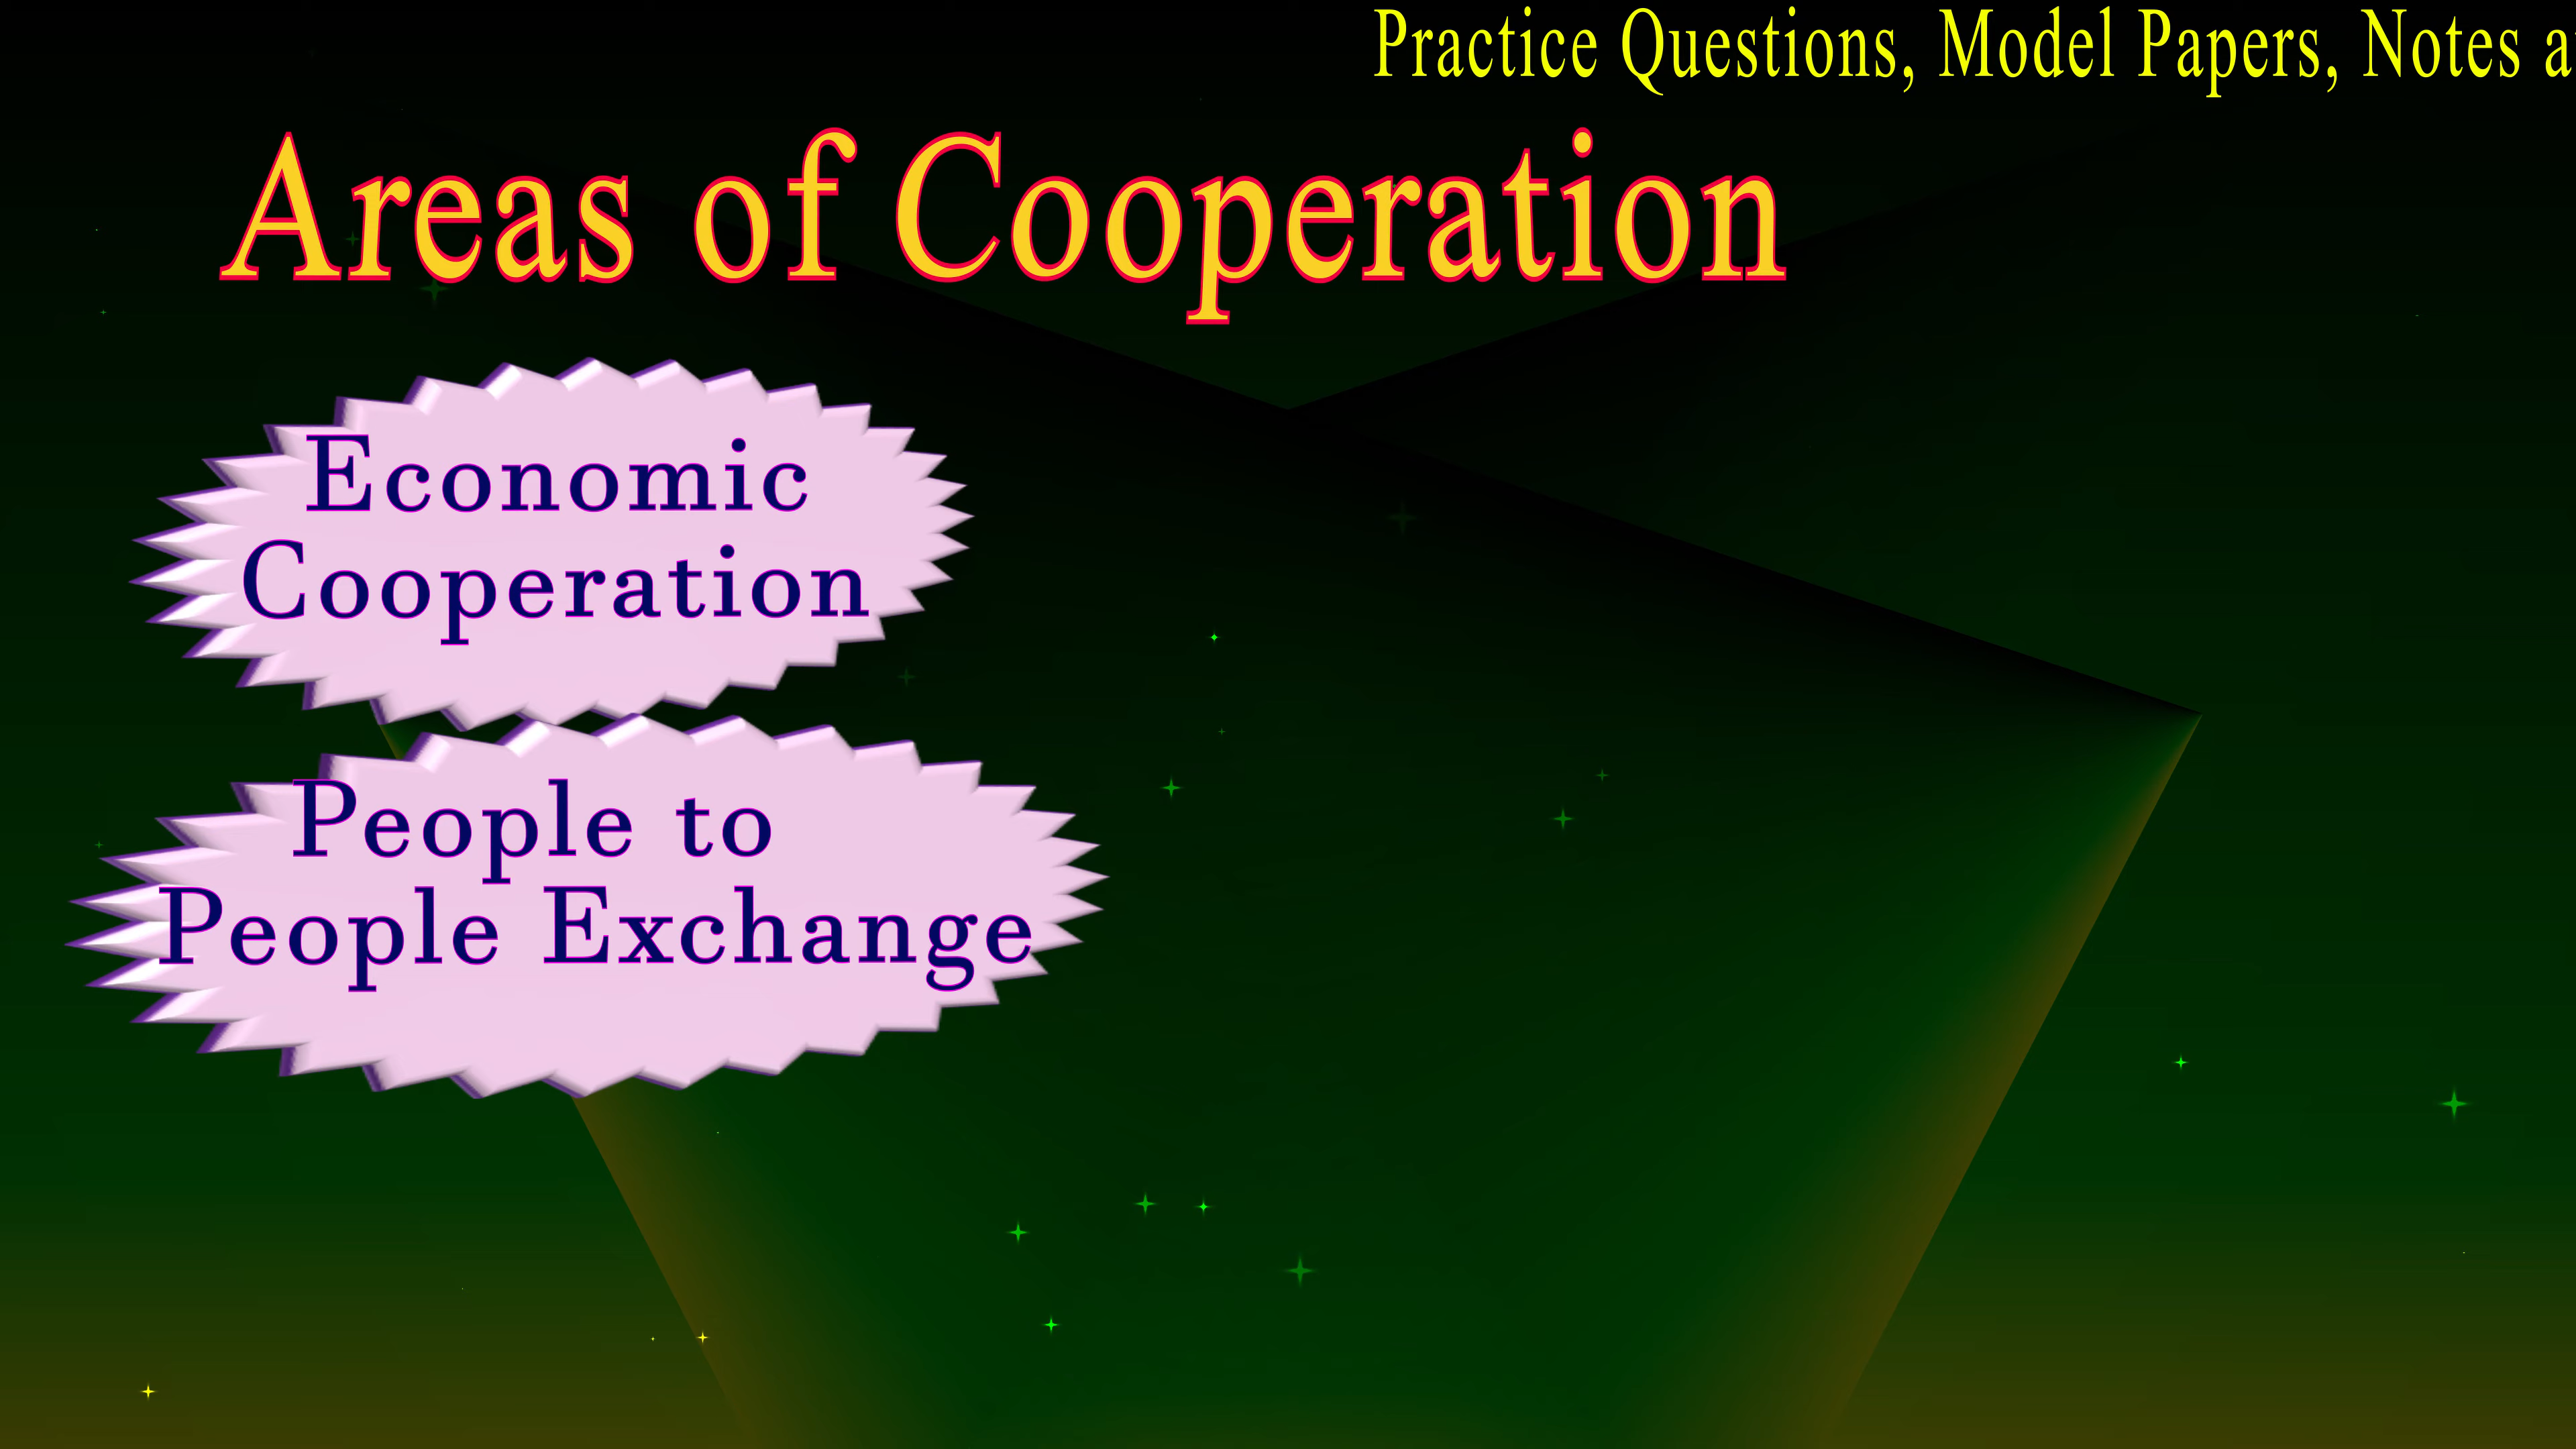 Practice Questions, Model Papers, Notes
Areas of Cooperation
Economic
Cooperation
People to
People Exchange